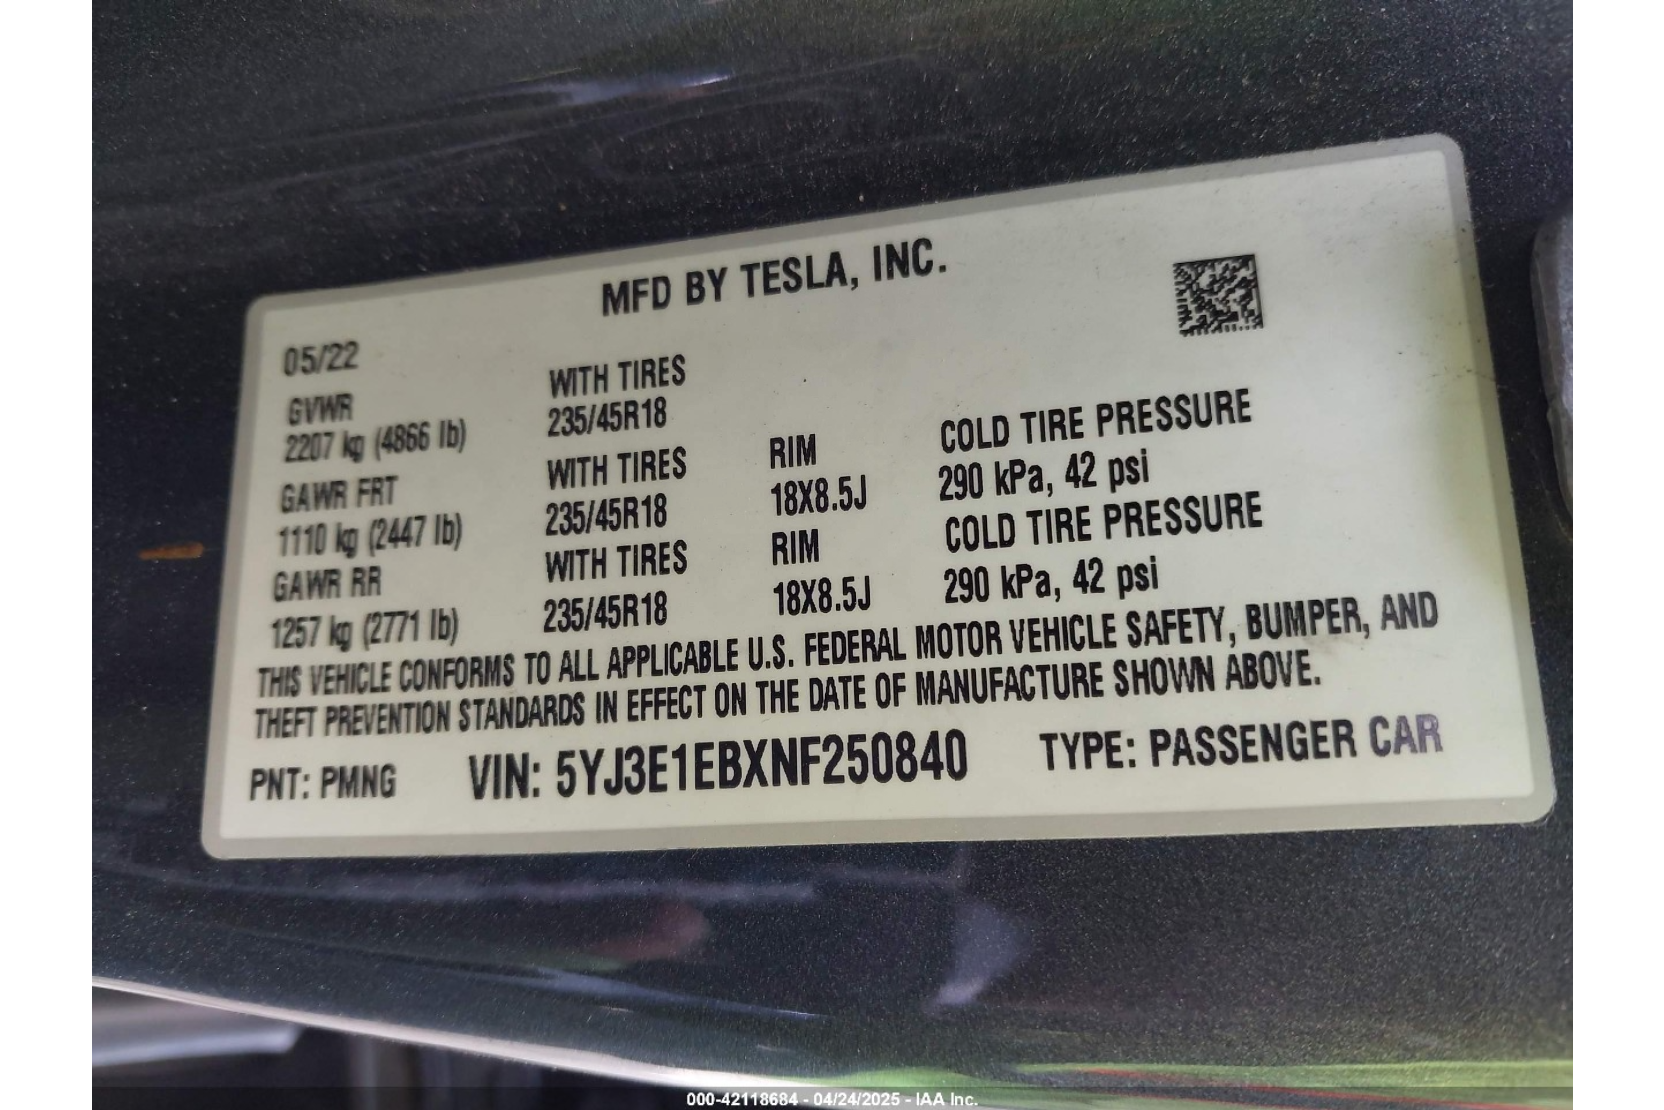 MFD BY TESLA, INC.
05/22
GVWR WITH TIRES
2207 kg (4866 lb) 235/45R18
GAWR FRT WITH TIRES RIM COLD TIRE PRESSURE
1110 kg (2447 lb) 235/45R18 18X8.5J 290 kPa, 42 psi
GAWR RR WITH TIRES RIM COLD TIRE PRESSURE
1257 kg (2771 lb) 235/45R18 18X8.5J 290 kPa, 42 psi
THIS VEHICLE CONFORMS TO ALL APPLICABLE U.S. FEDERAL MOTOR VEHICLE SAFETY, BUMPER, AND
THEFT PREVENTION STANDARDS IN EFFECT ON THE DATE OF MANUFACTURE SHOWN ABOVE.
PNT: PMNG VIN: 5YJ3E1EBXNF250840 TYPE: PASSENGER CAR
000-42118684 - 04/24/2025 - IAA Inc.